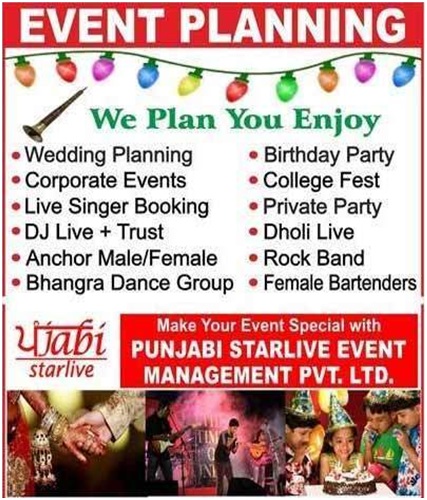 EVENT PLANNING
We Plan You Enjoy
• Wedding Planning
• Corporate Events
• Live Singer Booking
• DJ Live + Trust
• Anchor Male/Female
• Bhangra Dance Group
• Birthday Party
• College Fest
• Private Party
• Dholi Live
• Rock Band
• Female Bartenders
starlive
Make Your Event Special with
PUNJABI STARLIVE EVENT
MANAGEMENT PVT. LTD.